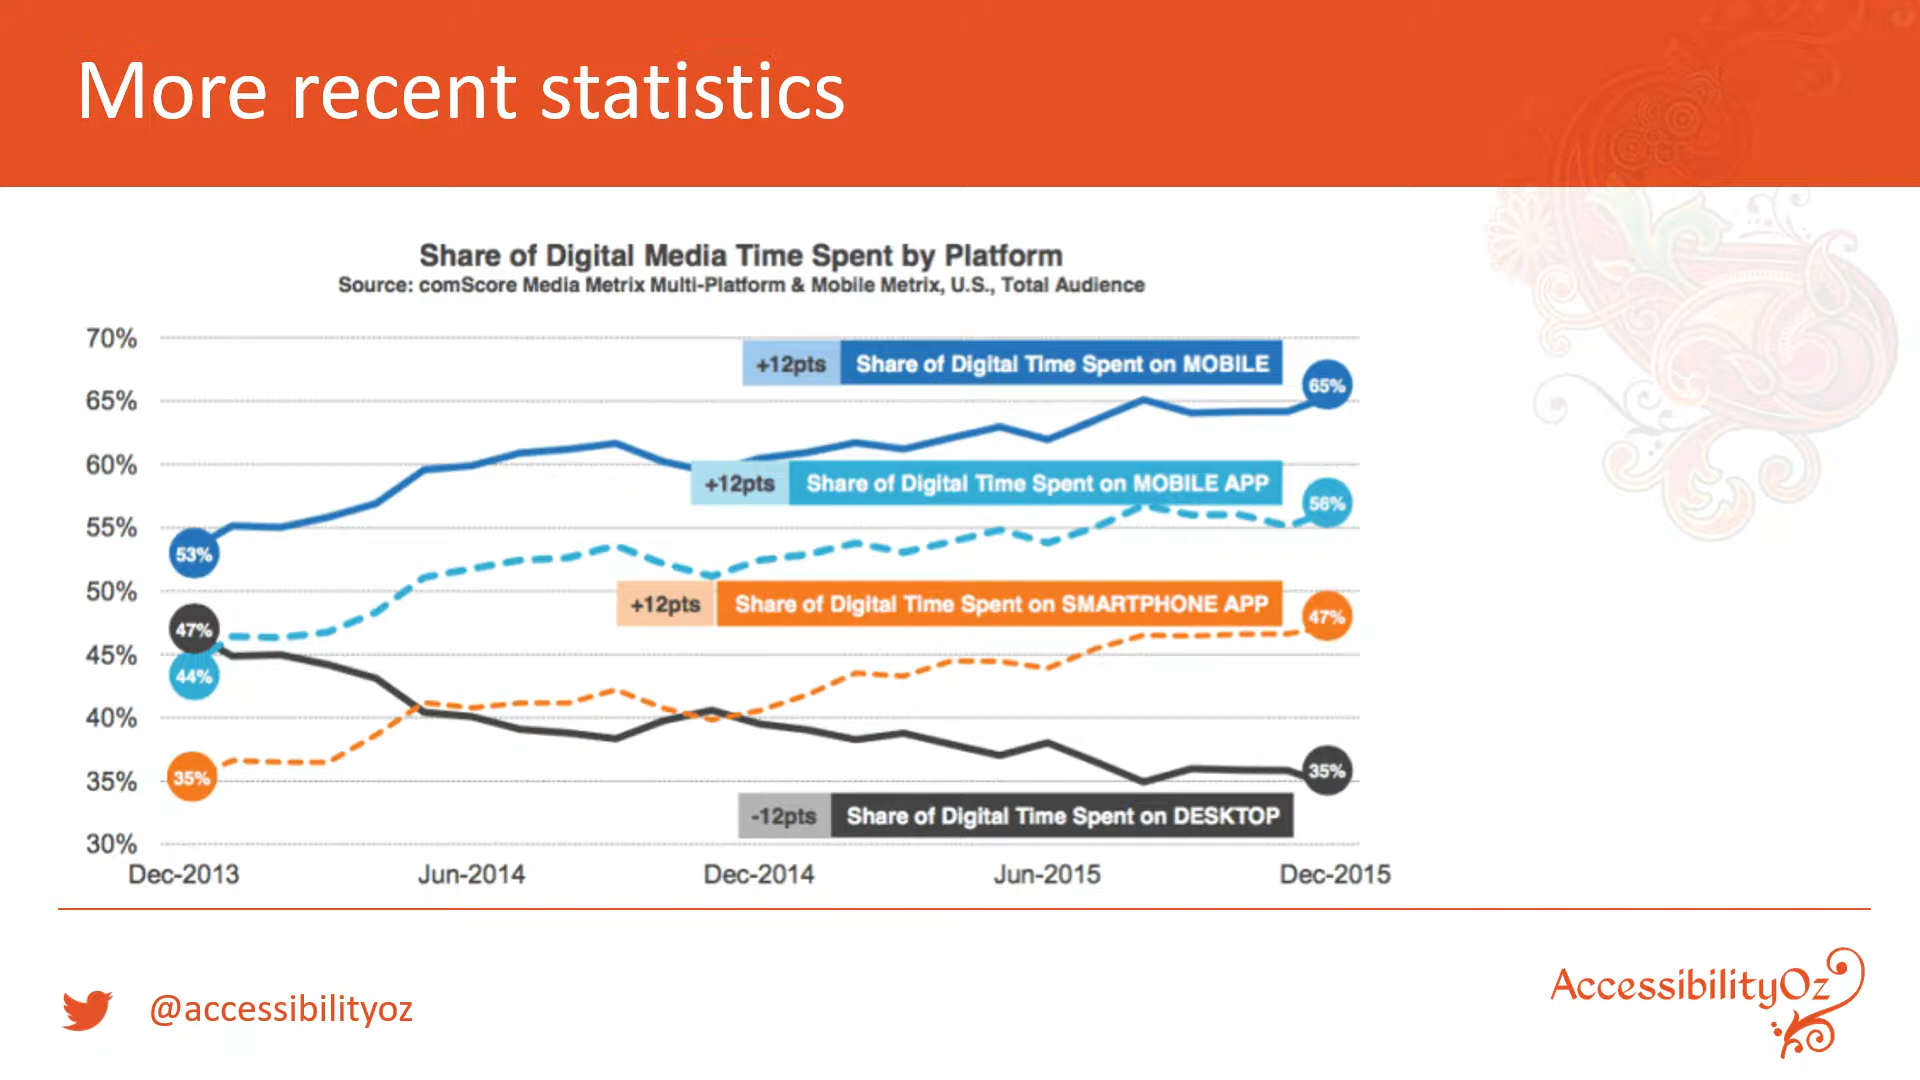 More recent statistics
Share of Digital Media Time Spent by Platform
Source: comScore Media Metrix Multi-Platform & Mobile Metrix, U.S., Total Audience
70%
+12pts Share of Digital Time Spent on MOBILE
65%
65%
60%
+12pts Share of Digital Time Spent on MOBILE APP
56%
55%
53%
50%
+12pts Share of Digital Time Spent on SMARTPHONE APP
47%
47%
45%
44%
40%
35%
35%
35%
-12pts Share of Digital Time Spent on DESKTOP
30%
Dec-2013 Jun-2014 Dec-2014 Jun-2015 Dec-2015
@accessibilityoz
AccessibilityOz